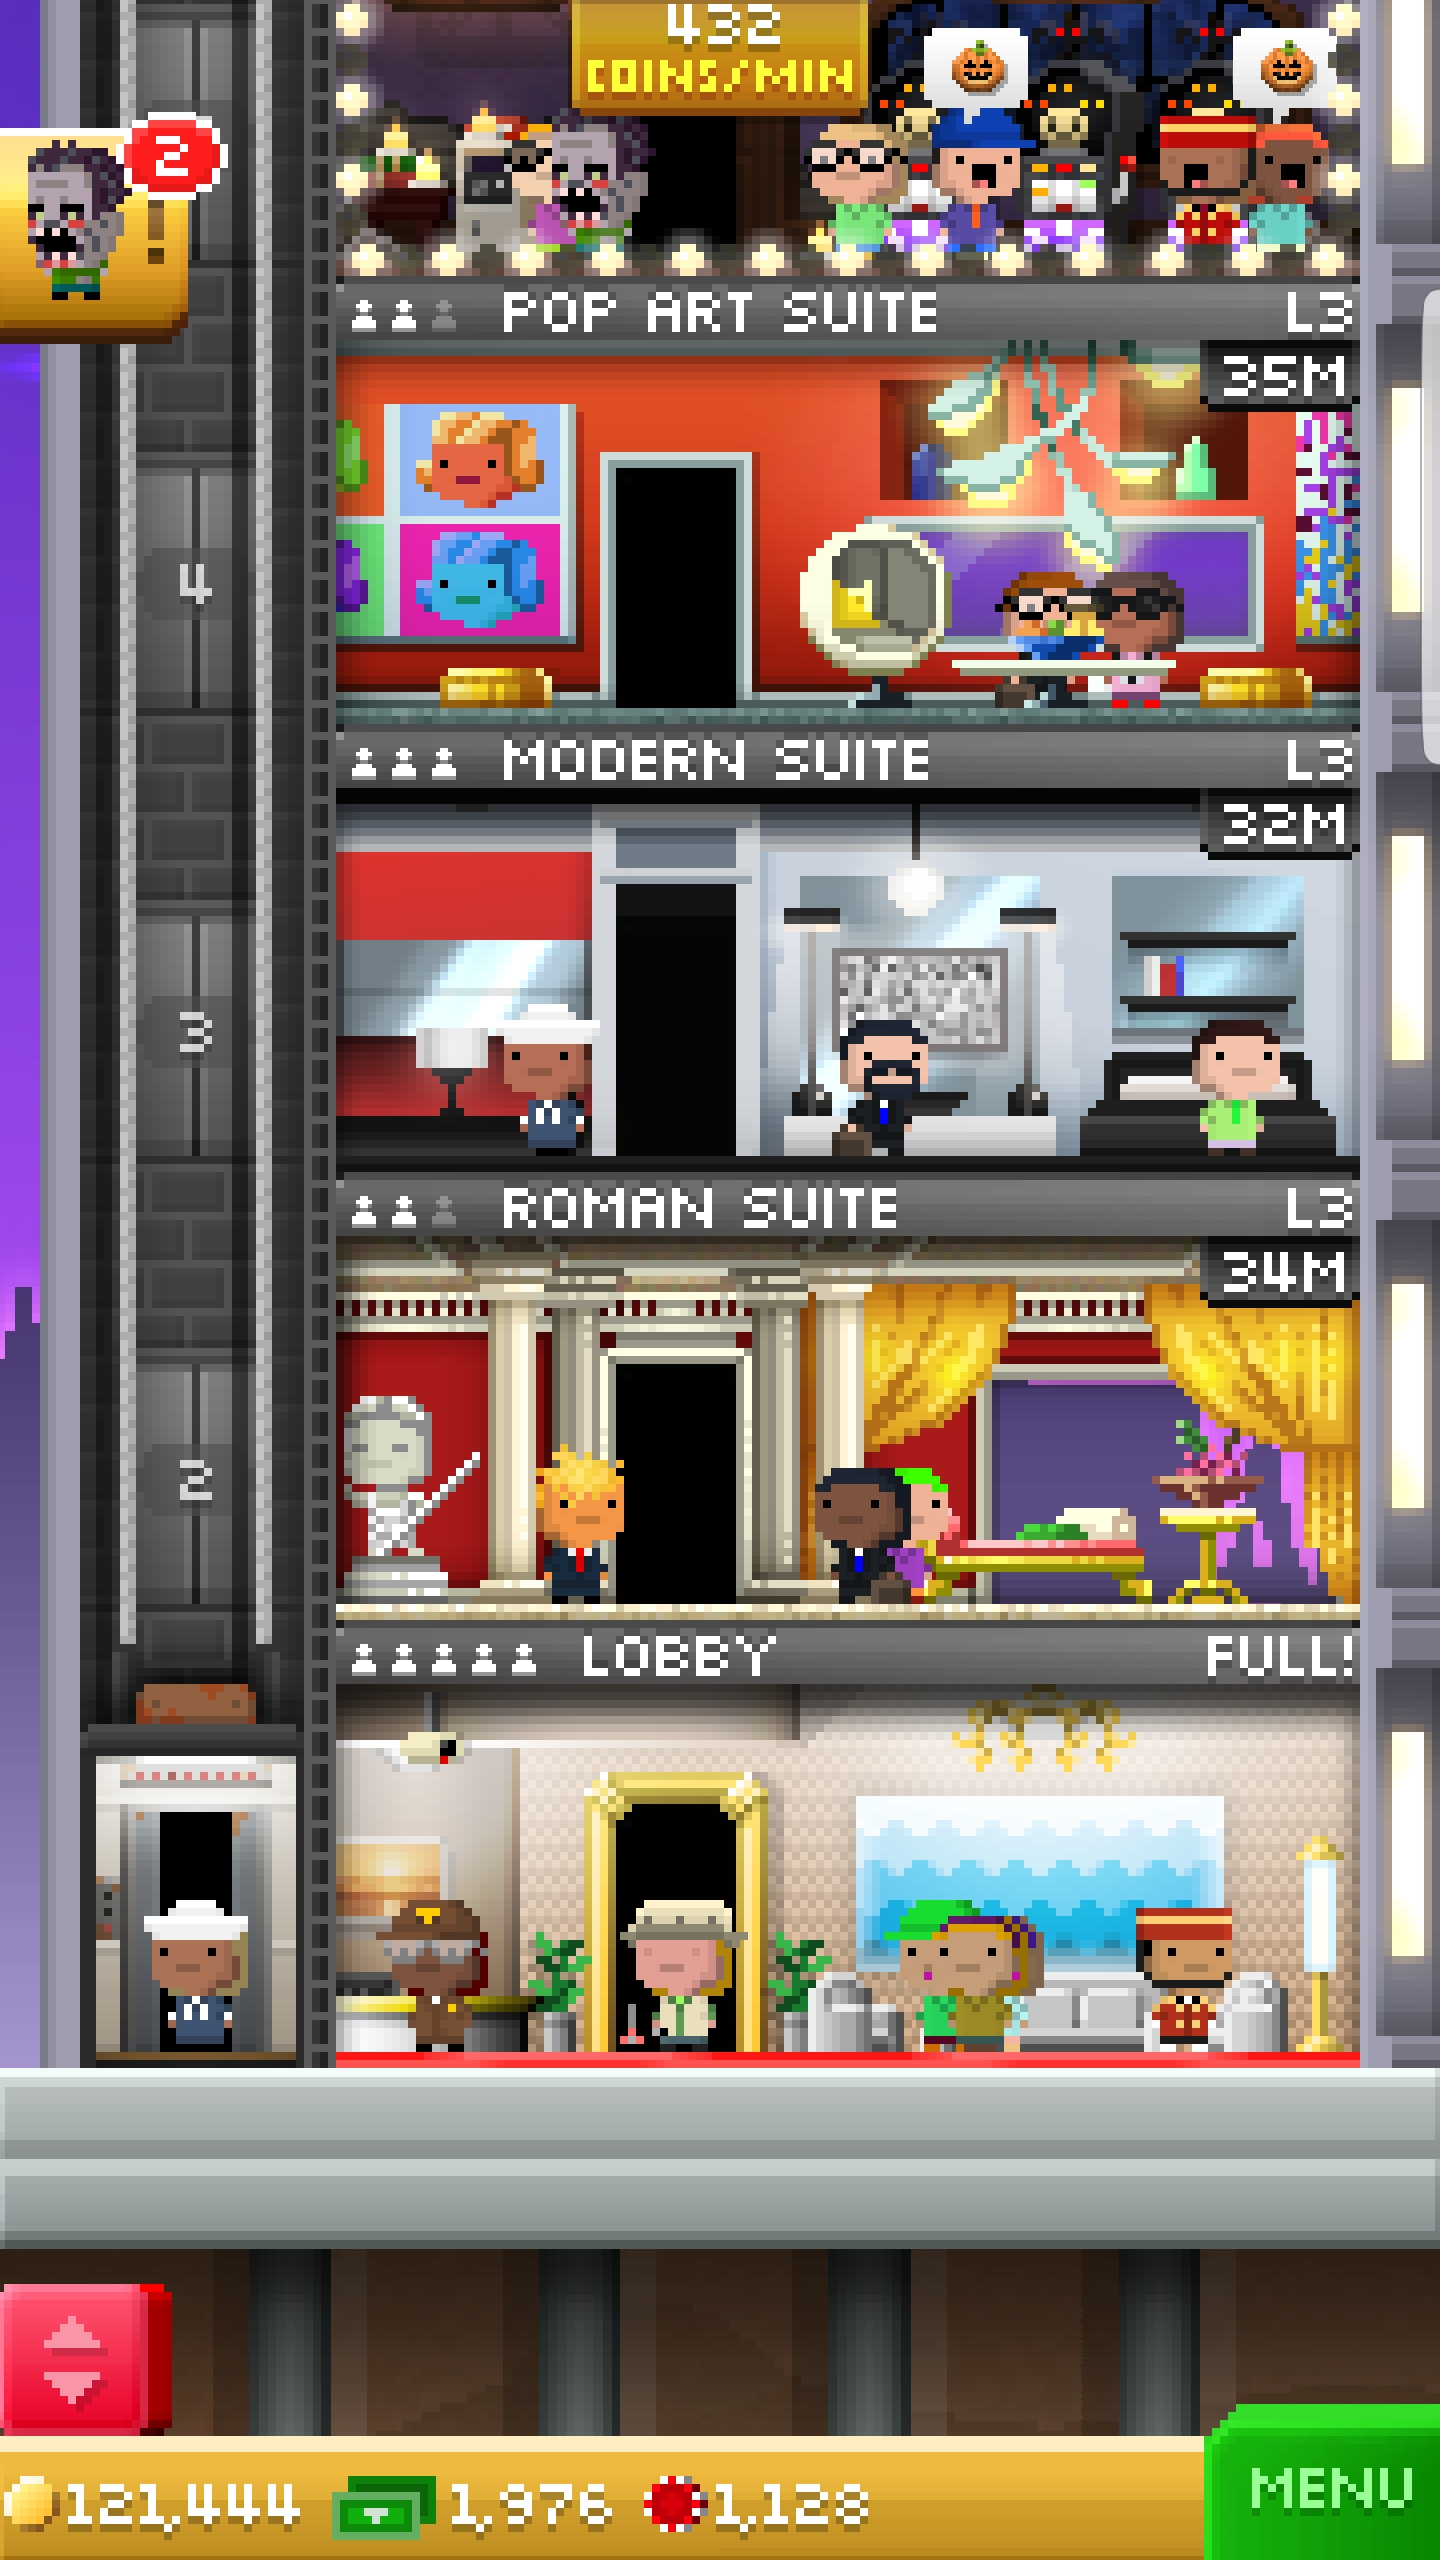 432
COINS/MIN
2
!
POP ART SUITE L3
35M
4
MODERN SUITE L3
32M
3
ROMAN SUITE L3
34M
2
LOBBY FULL!
121,444 1,976 1,128
MENU